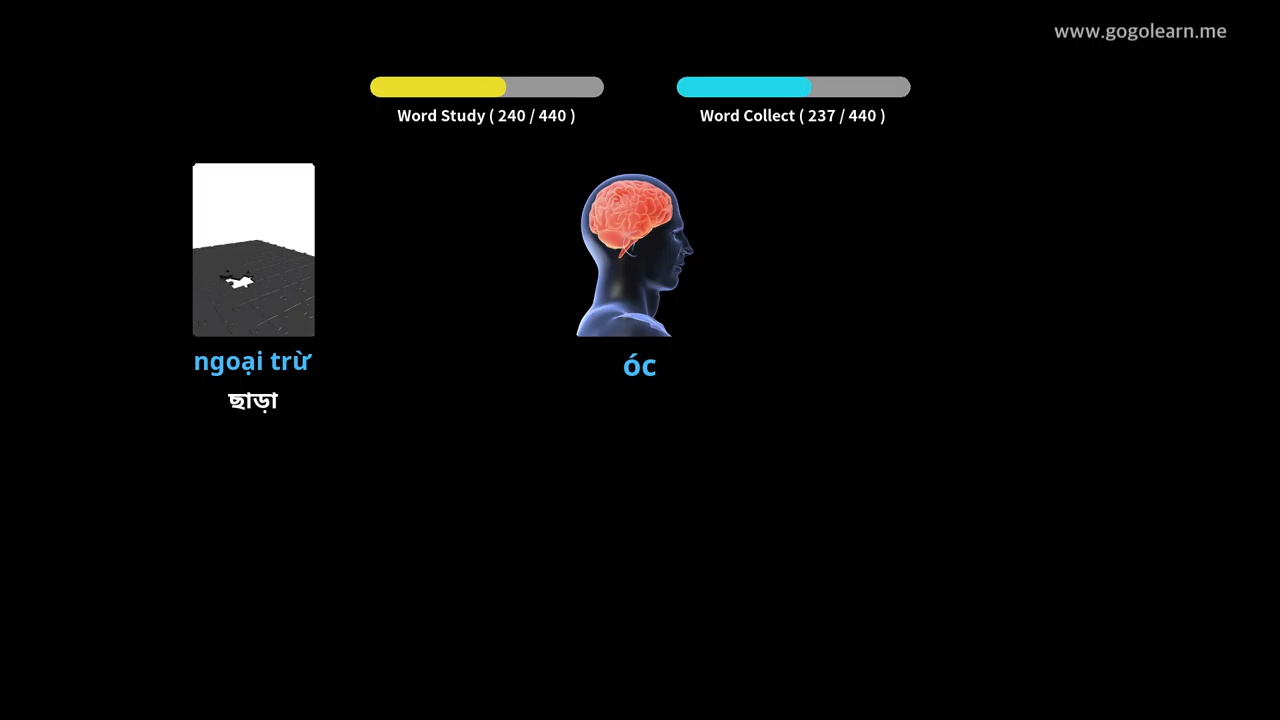 www.gogolearn.me
Word Study ( 240 / 440 )
Word Collect ( 237 / 440 )
ngoại trừ
óc
ছাড়া